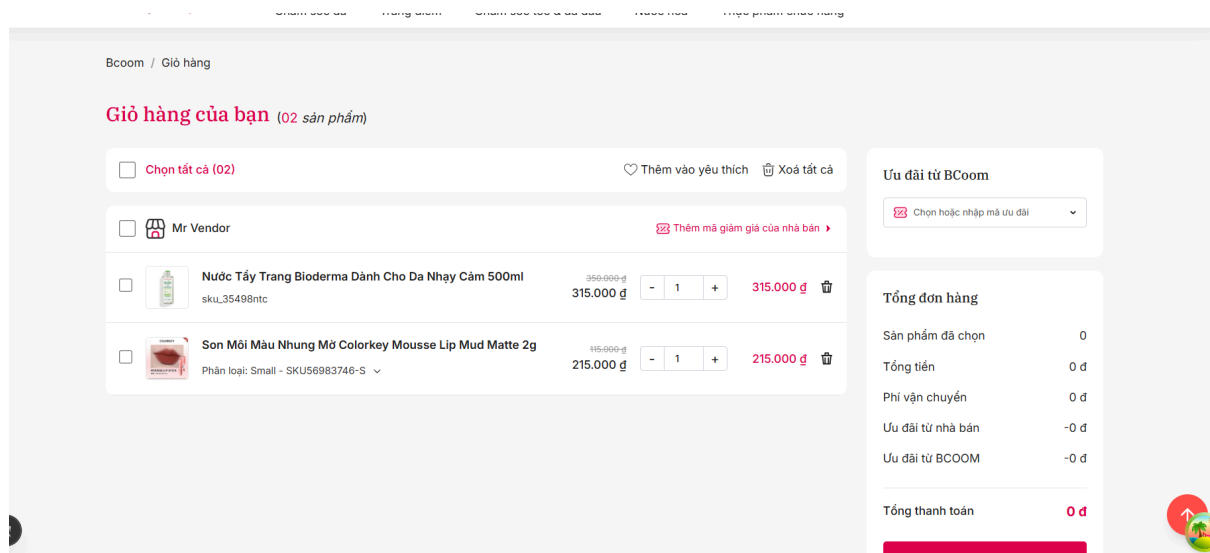 Bcoom / Giỏ hàng
Giỏ hàng của bạn (02 sản phẩm)
Chọn tất cả (02)
Thêm vào yêu thích
Xoá tất cả
Mr Vendor
Thêm mã giảm giá của nhà bán
Nước Tẩy Trang Bioderma Dành Cho Da Nhạy Cảm 500ml
sku_35498ntc
350.000 ₫
315.000 ₫
- 1 +
315.000 ₫
Son Môi Màu Nhung Mờ Colorkey Mousse Lip Mud Matte 2g
Phân loại: Small - SKU56983746-S
115.000 ₫
215.000 ₫
- 1 +
215.000 ₫
Ưu đãi từ BCoom
Chọn hoặc nhập mã ưu đãi
Tổng đơn hàng
Sản phẩm đã chọn 0
Tổng tiền 0 đ
Phí vận chuyển 0 đ
Ưu đãi từ nhà bán -0 đ
Ưu đãi từ BCOOM -0 đ
Tổng thanh toán 0 đ